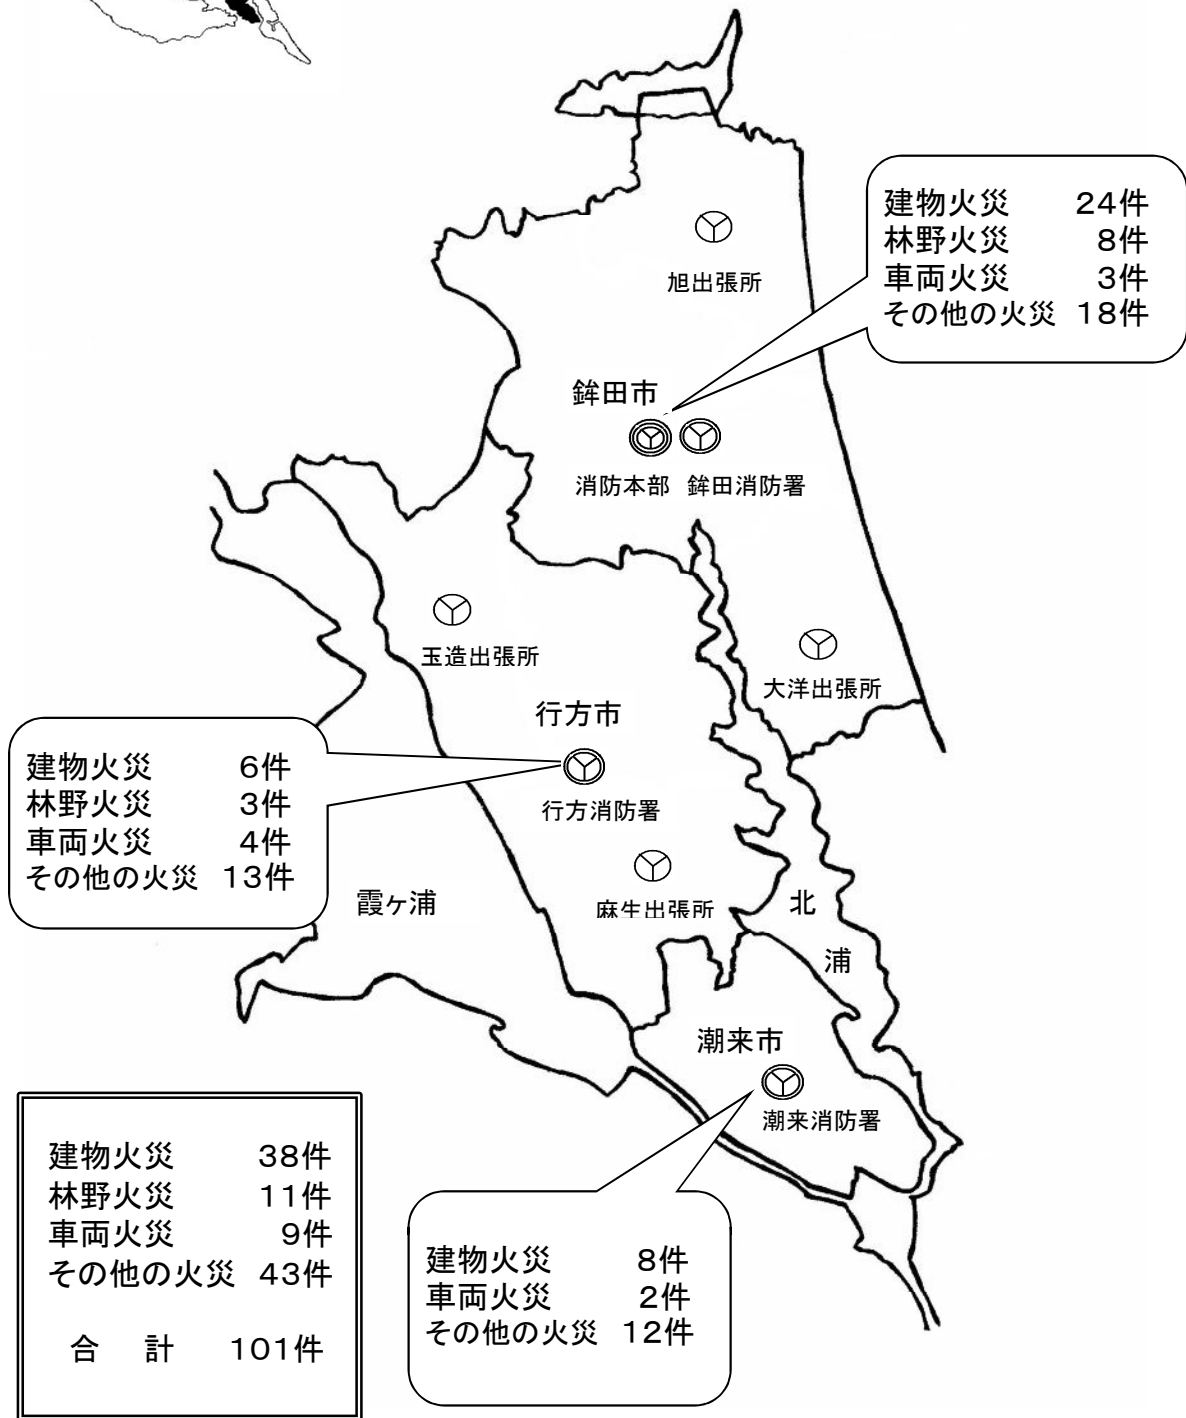 建物火災 24件
林野火災 8件
車両火災 3件
その他の火災 18件
旭出張所
鉾田市
消防本部 鉾田消防署
玉造出張所
大洋出張所
行方市
建物火災 6件
林野火災 3件
車両火災 4件
その他の火災 13件
行方消防署
麻生出張所
霞ヶ浦
北
浦
潮来市
潮来消防署
建物火災 38件
林野火災 11件
車両火災 9件
その他の火災 43件
合計 101件
建物火災 8件
車両火災 2件
その他の火災 12件